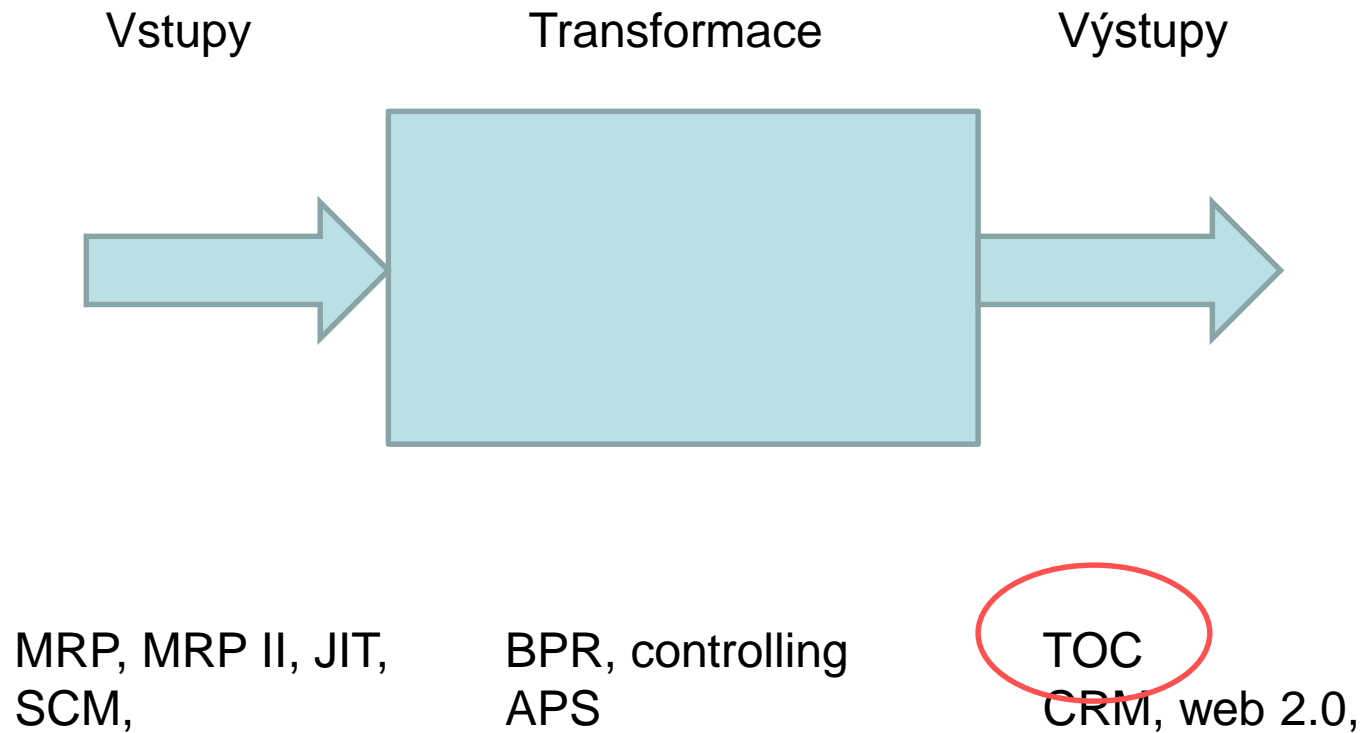 Vstupy
Transformace
Výstupy
MRP, MRP II, JIT,
SCM,
BPR, controlling
APS
TOC
CRM, web 2.0,